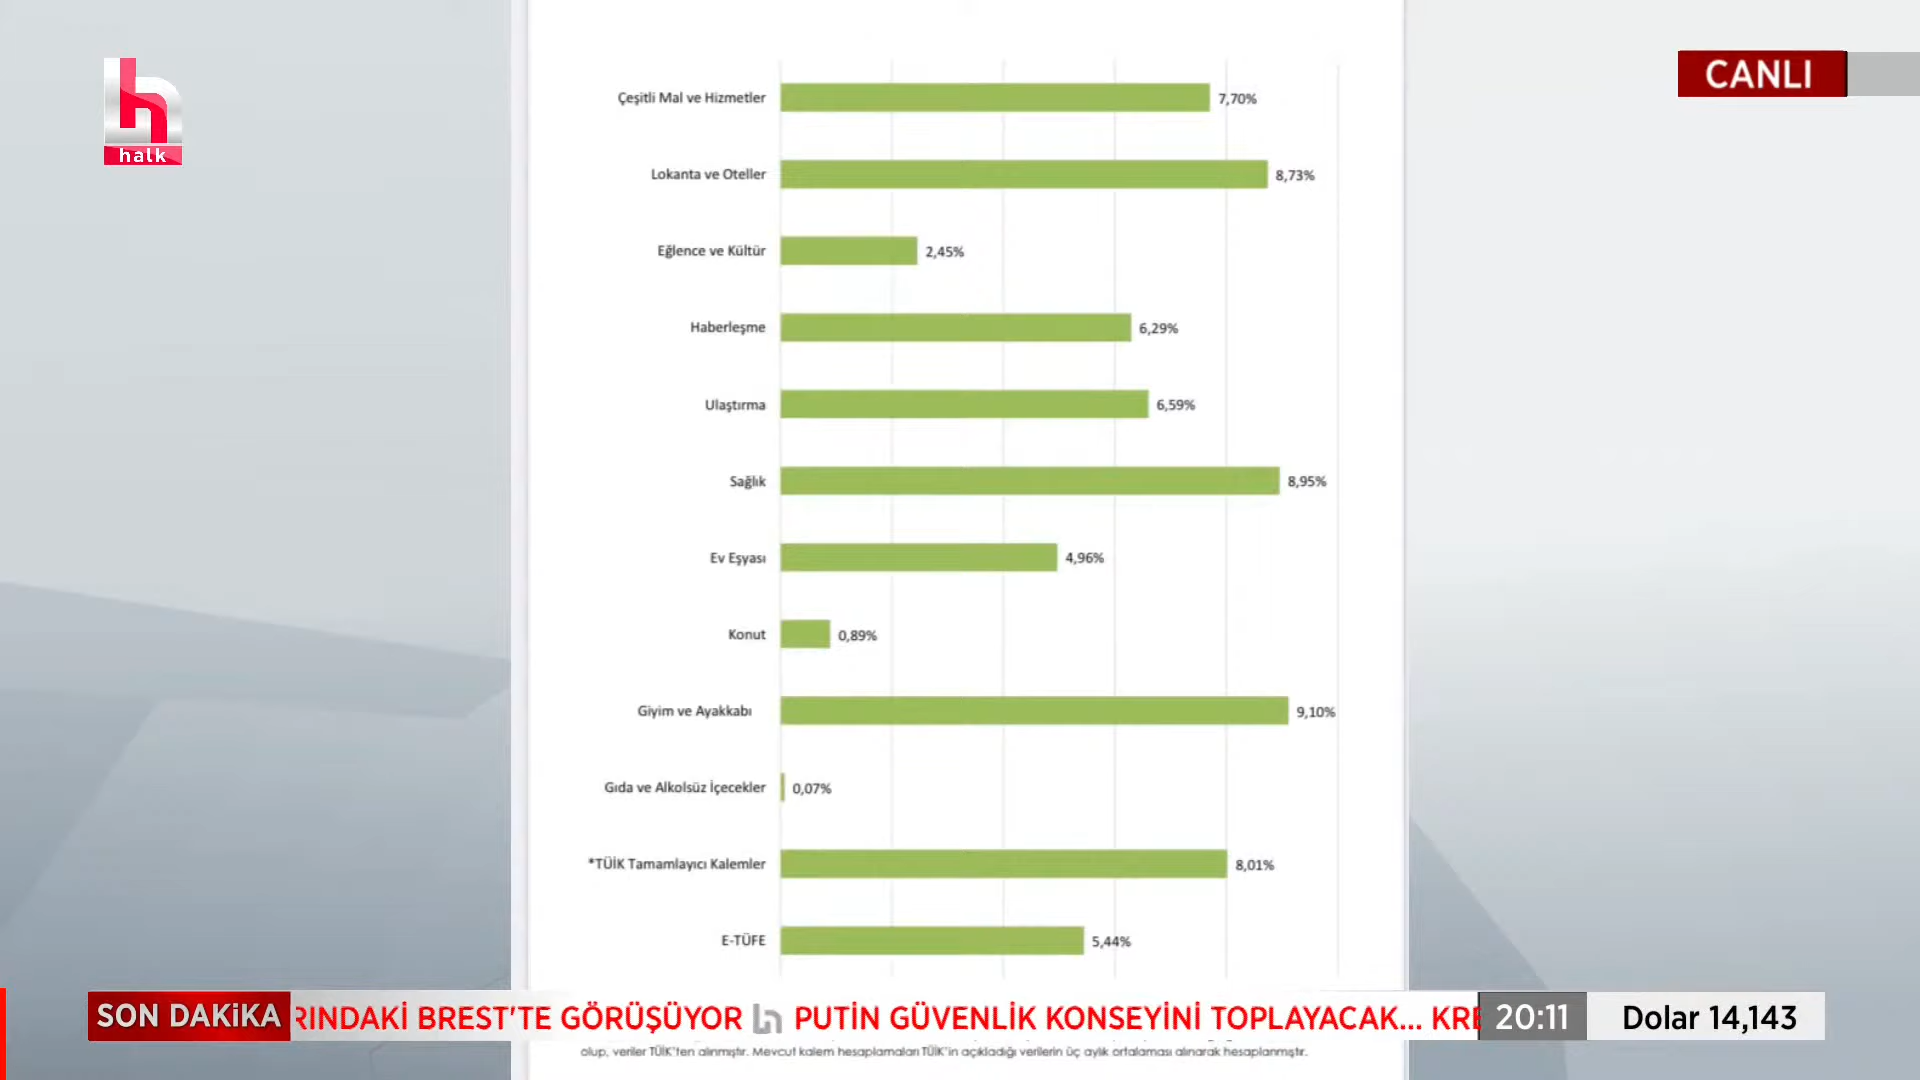 halk
CANLI
Çeşitli Mal ve Hizmetler 7,70%
Lokanta ve Oteller 8,73%
Eğlence ve Kültür 2,45%
Haberleşme 6,29%
Ulaştırma 6,59%
Sağlık 8,95%
Ev Eşyası 4,96%
Konut 0,89%
Giyim ve Ayakkabı 9,10%
Gıda ve Alkolsüz İçecekler 0,07%
*TÜİK Tamamlayıcı Kalemler 8,01%
E-TÜFE 5,44%
SON DAKİKA RINDAKİ BREST'TE GÖRÜŞÜYOR PUTİN GÜVENLİK KONSEYİNİ TOPLAYACAK... KRE 20:11 Dolar 14,143
olup, veriler TÜİK'ten alınmıştır. Mevcut kalem hesaplamaları TÜİK'in açıkladığı verilerin üç aylık ortalaması alınarak hesaplanmıştır.